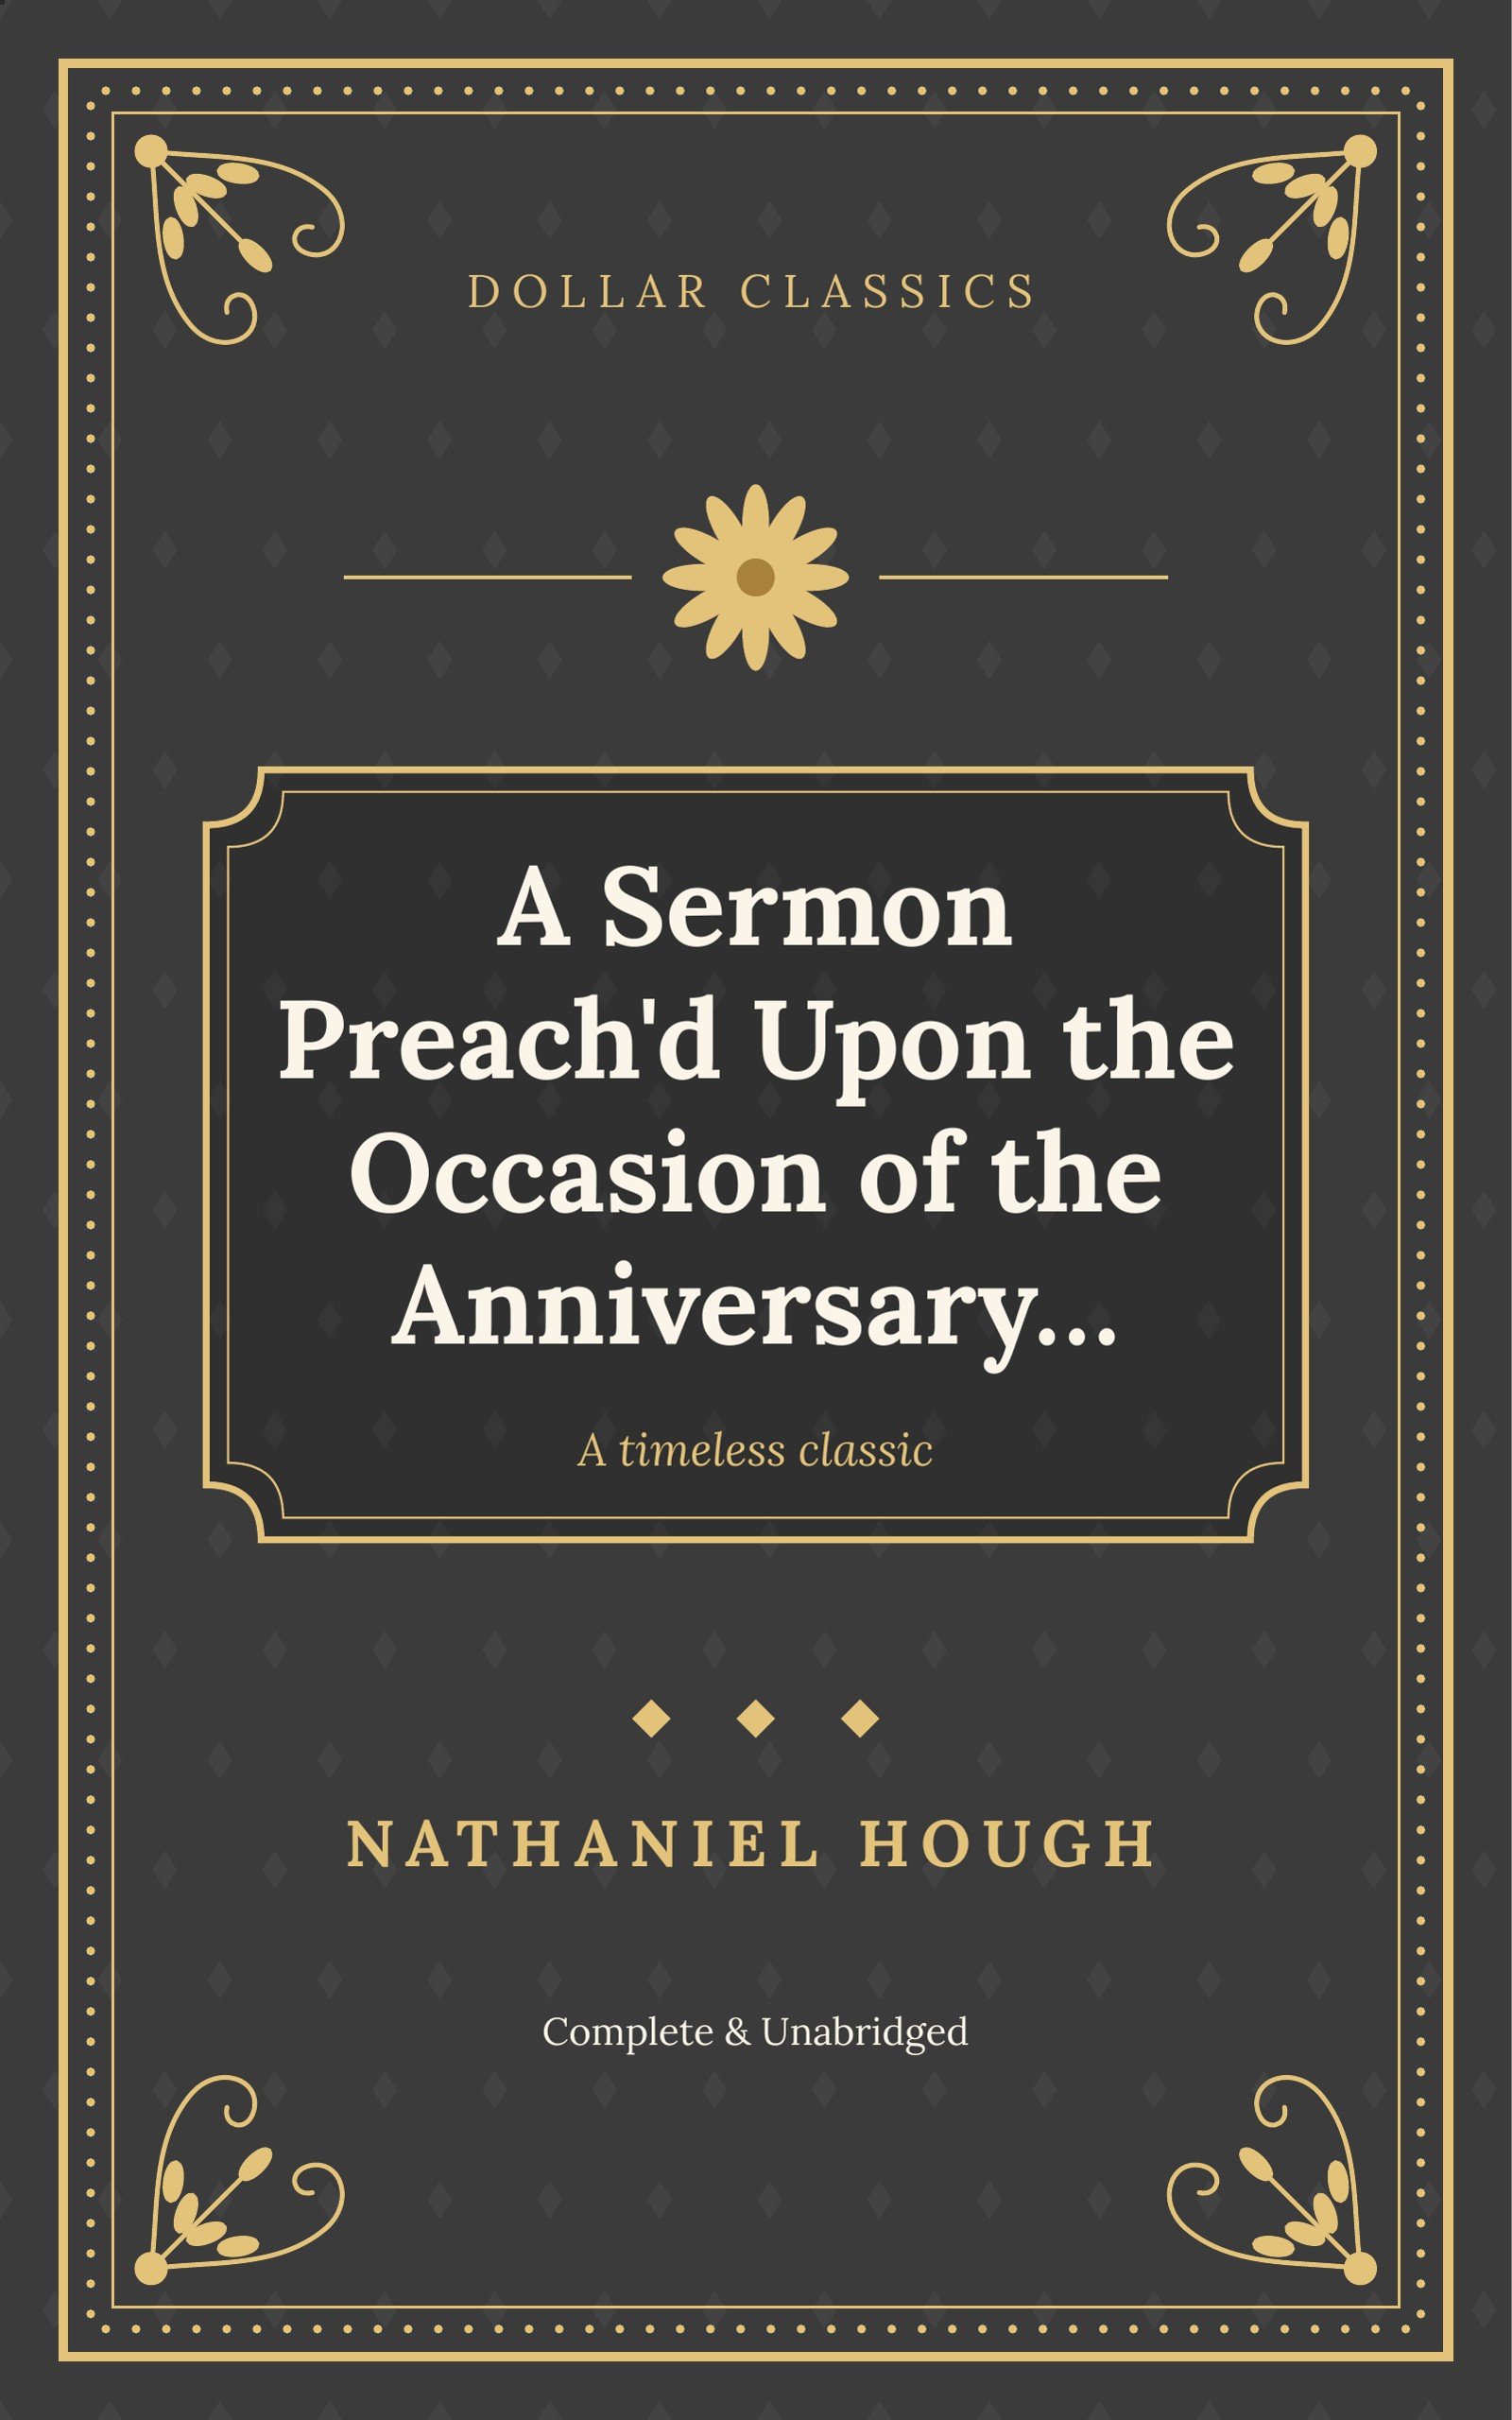 DOLLAR CLASSICS
A Sermon
Preach'd Upon the
Occasion of the
Anniversary...
A timeless classic
NATHANIEL HOUGH
Complete & Unabridged